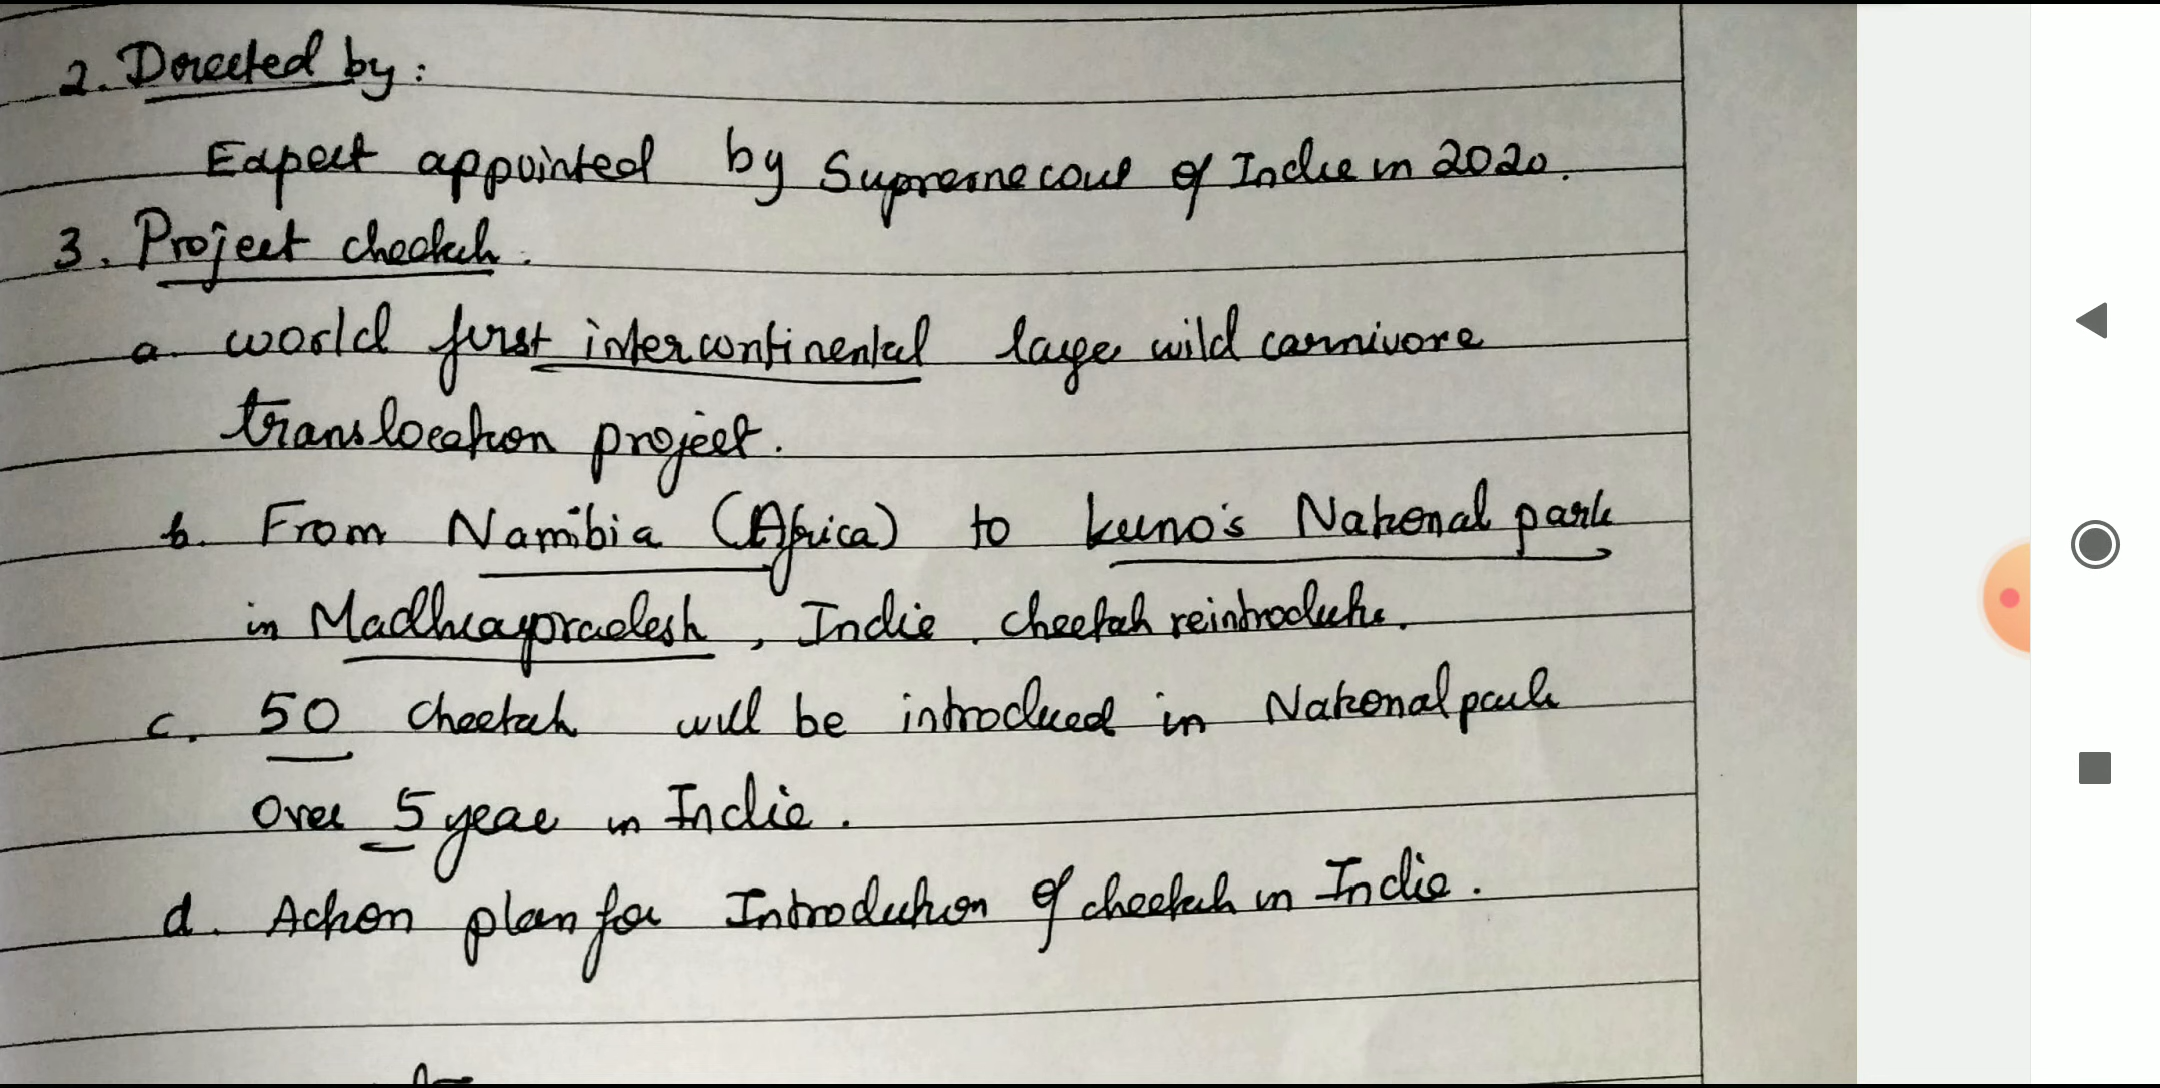 2. Directed by:
Expert appointed by Supreme court of India in 2020.
3. Project cheetah.
a. world first intercontinental large wild carnivore
translocation project.
b. From Namibia (Africa) to kuno's National park
in Madhyapradesh, India. cheetah reintroduction.
c. 50 cheetah will be introduced in National park
over 5 year in India.
d. Action plan for Introduction of cheetah in India.